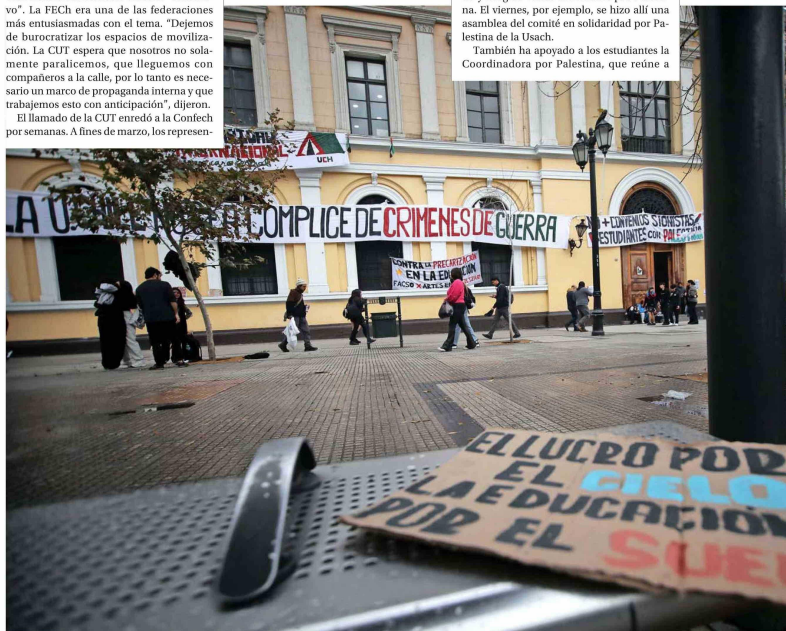 vo”. La FECh era una de las federaciones
más entusiasmadas con el tema. “Dejemos
de burocratizar los espacios de moviliza-
ción. La CUT espera que nosotros no sola-
mente paralicemos, que lleguemos con
compañeros a la calle, por lo tanto es nece-
sario un marco de propaganda interna y que
trabajemos esto con anticipación”, dijeron.
El llamado de la CUT enredó a la Confech
por semanas. A fines de marzo, los represen-
na. El viernes, por ejemplo, se hizo allí una
asamblea del comité en solidaridad por Pa-
lestina de la Usach.
También ha apoyado a los estudiantes la
Coordinadora por Palestina, que reúne a
UCH
COMPLICE DE CRIMENES DE GUERRA
+ CONVENIOS SIONISTAS
ESTUDIANTES CON PALESTINA
CONTRA LA PRECARIZACIÓN
EN LA EDUCACIÓN
FACSO X ARTES
EL LUCRO POR
EL CIELO
LA EDUCACIÓN
POR EL SUE